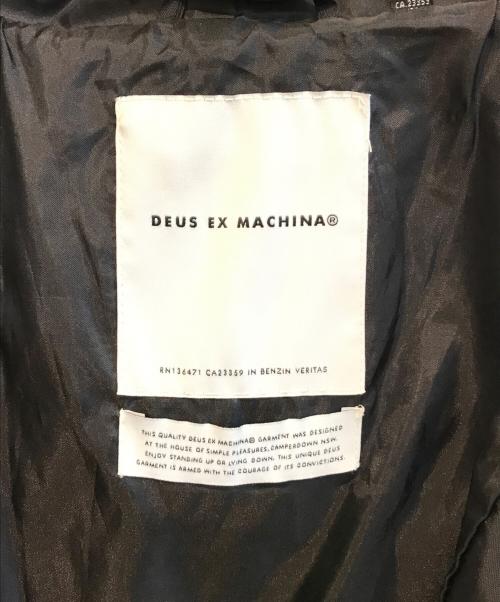 CA.23359
DEUS EX MACHINA®
RN136471 CA23359 IN BENZIN VERITAS
THIS QUALITY DEUS EX MACHINA® GARMENT WAS DESIGNED
AT THE HOUSE OF SIMPLE PLEASURES, CAMPERDOWN NSW.
ENJOY STANDING UP OR LYING DOWN. THIS UNIQUE DEUS
GARMENT IS ARMED WITH THE COURAGE OF ITS CONVICTIONS.